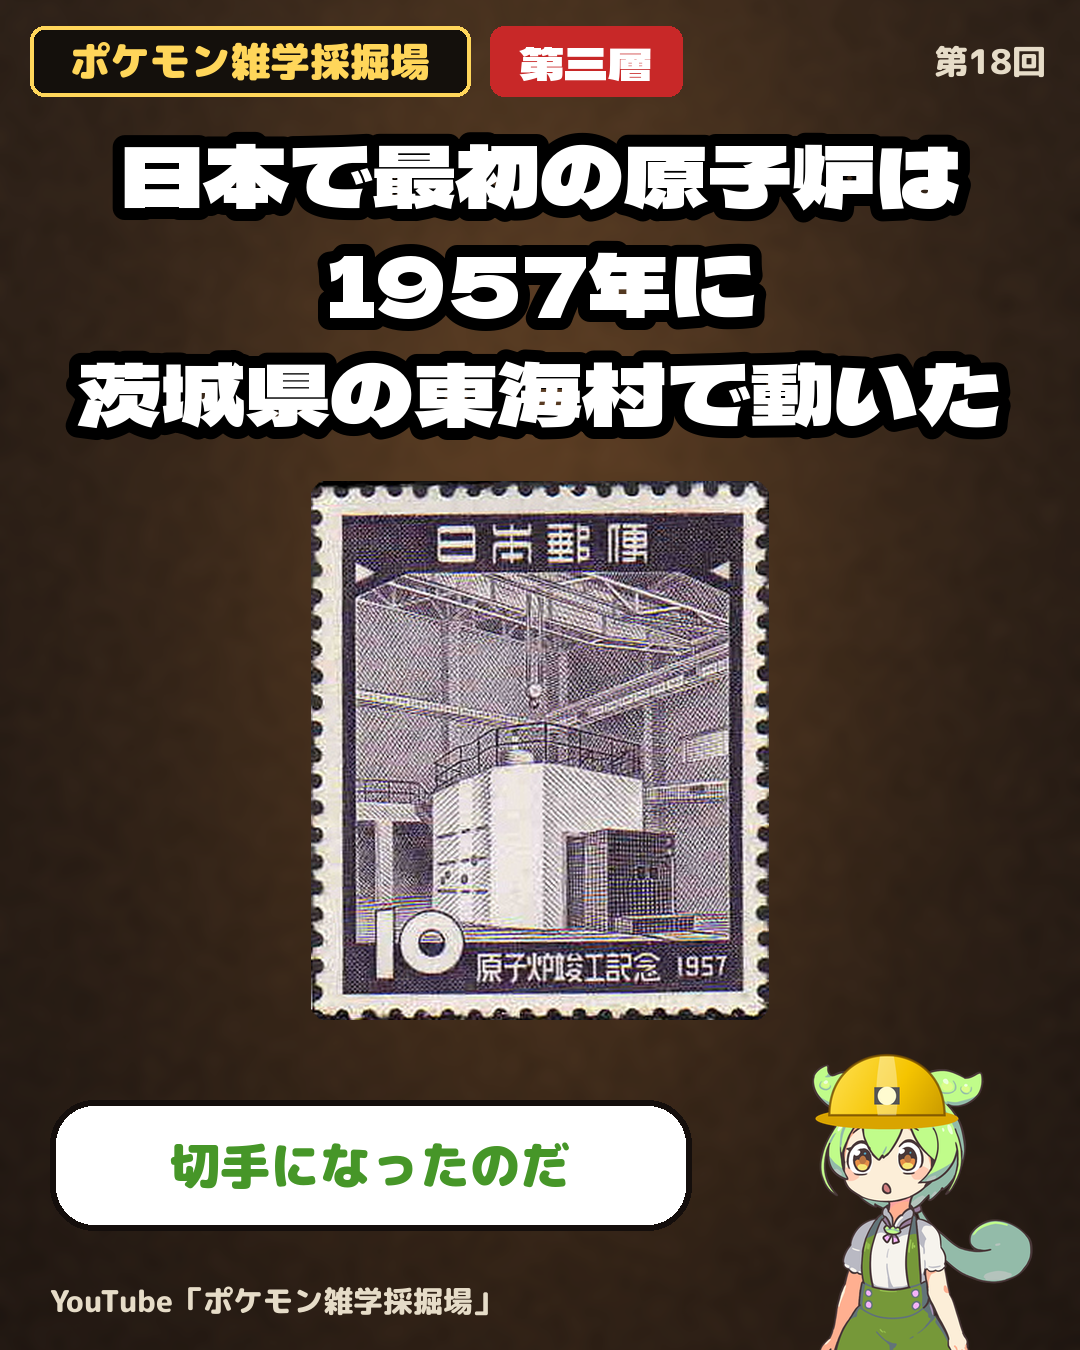 ポケモン雑学採掘場
第三層
第18回
日本で最初の原子炉は
1957年に
茨城県の東海村で動いた
日本郵便
10
原子炉竣工記念 1957
切手になったのだ
YouTube「ポケモン雑学採掘場」